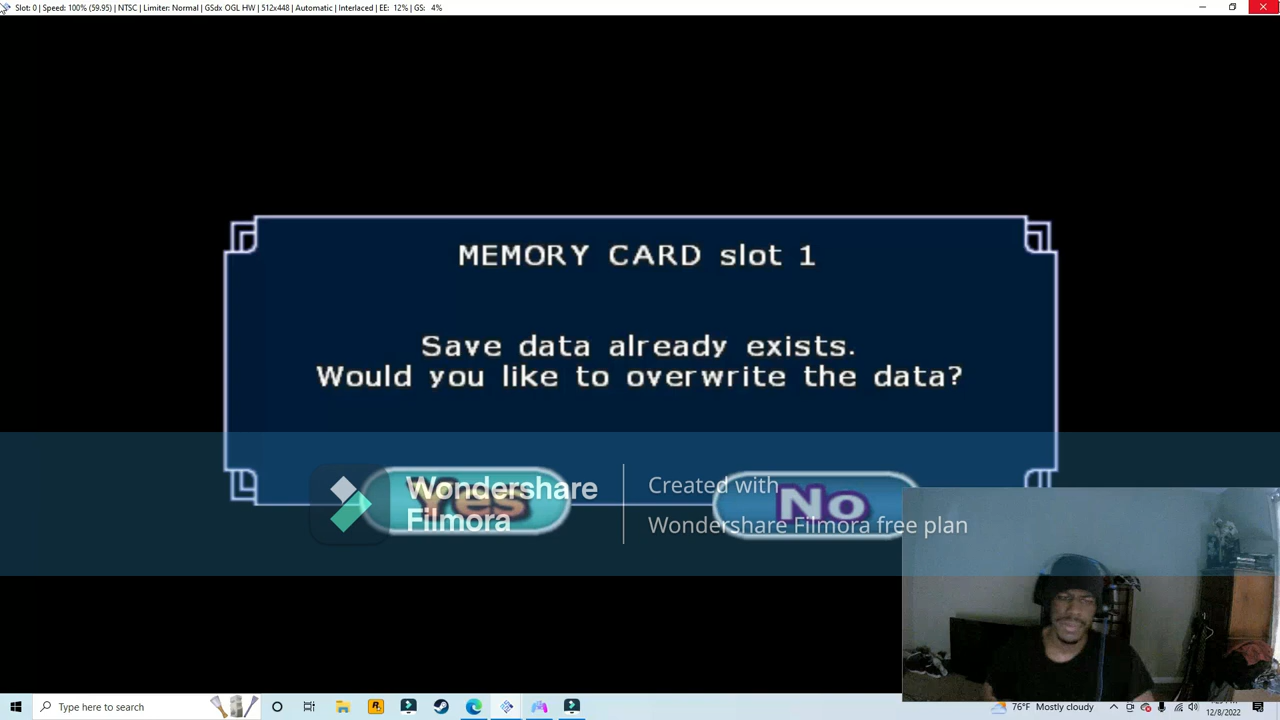 Slot: 0 | Speed: 100% (59.95) | NTSC | Limiter: Normal | GSdx OGL HW | 512x448 | Automatic | Interlaced | EE: 12% | GS: 4%
MEMORY CARD slot 1
Save data already exists.
Would you like to overwrite the data?
Yes
No
Wondershare
Filmora
Created with
Wondershare Filmora free plan
Type here to search
76°F Mostly cloudy
12/8/2022